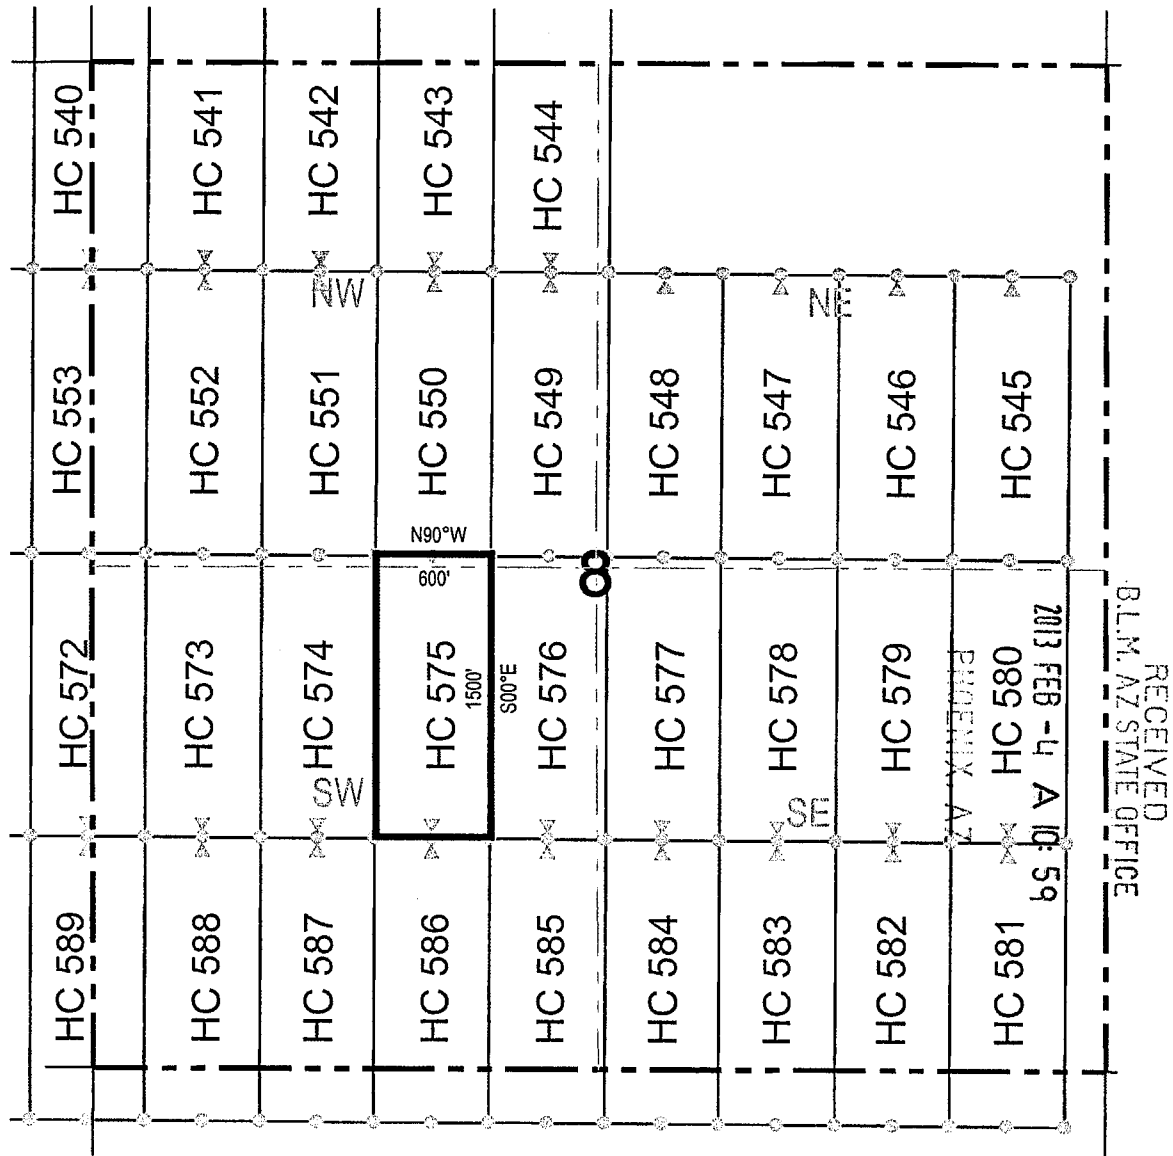 HC 540
HC 541
HC 542
HC 543
HC 544
NW
NE
HC 553
HC 552
HC 551
HC 550
HC 549
HC 548
HC 547
HC 546
HC 545
N90°W
600'
8
HC 572
HC 573
HC 574
HC 575
1500'
S00°E
HC 576
HC 577
HC 578
HC 579
HC 580
SW
SE
HC 589
HC 588
HC 587
HC 586
HC 585
HC 584
HC 583
HC 582
HC 581
RECEIVED
B.L.M. AZ STATE OFFICE
2013 FEB -4 A 10: 59
PHOENIX, AZ